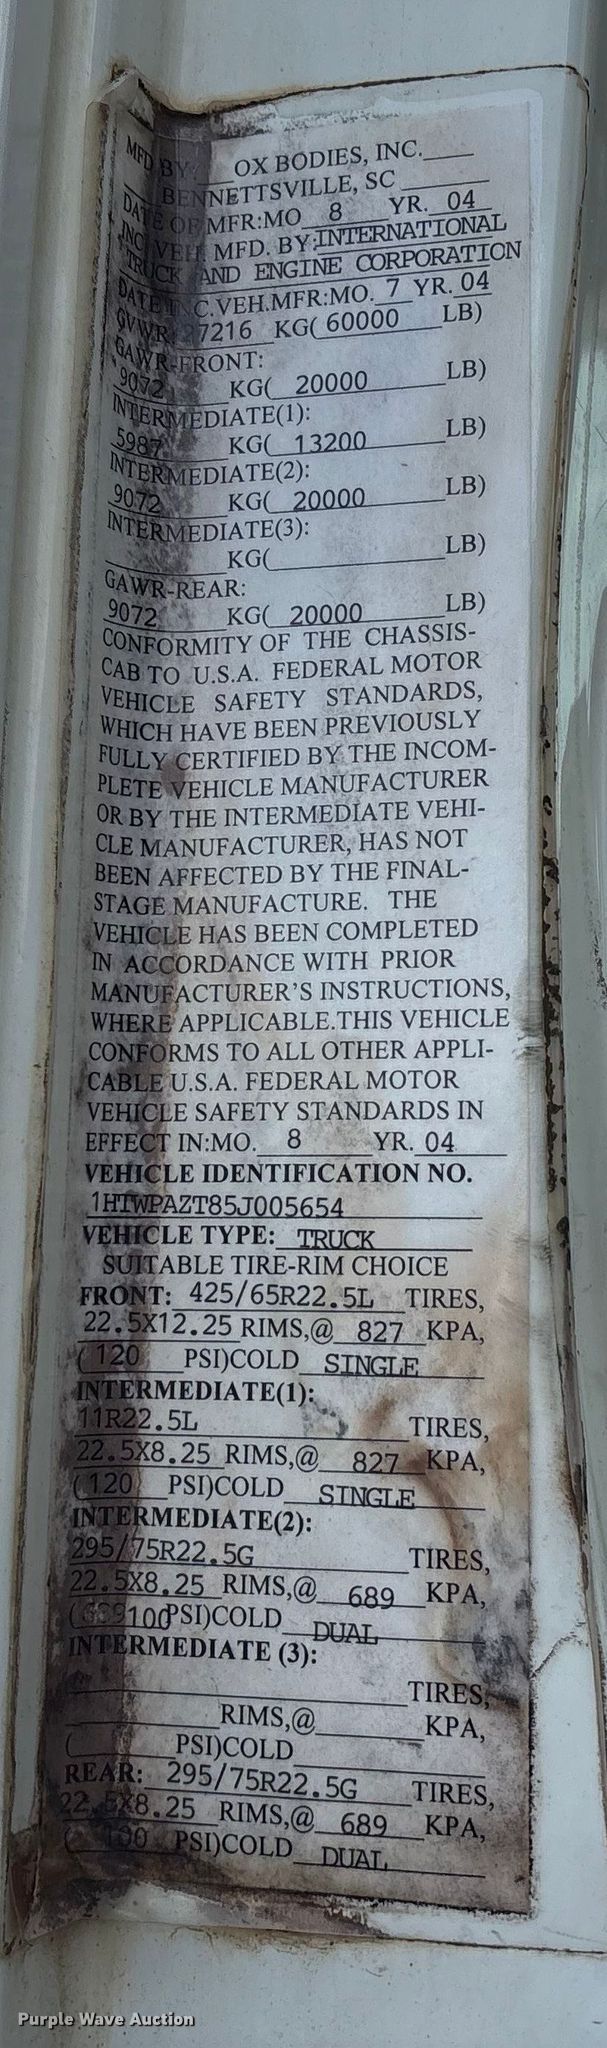 MFD BY: OX BODIES, INC.
BENNETTSVILLE, SC
DATE OF MFR:MO 8 YR. 04
INC. VEH. MFD. BY:INTERNATIONAL
TRUCK AND ENGINE CORPORATION
DATE INC.VEH.MFR:MO. 7 YR. 04
GVWR: 27216 KG( 60000 LB)
GAWR-FRONT:
9072 KG( 20000 LB)
INTERMEDIATE(1):
5987 KG( 13200 LB)
INTERMEDIATE(2):
9072 KG( 20000 LB)
INTERMEDIATE(3):
KG( LB)
GAWR-REAR:
9072 KG( 20000 LB)
CONFORMITY OF THE CHASSIS-
CAB TO U.S.A. FEDERAL MOTOR
VEHICLE SAFETY STANDARDS,
WHICH HAVE BEEN PREVIOUSLY
FULLY CERTIFIED BY THE INCOM-
PLETE VEHICLE MANUFACTURER
OR BY THE INTERMEDIATE VEHI-
CLE MANUFACTURER, HAS NOT
BEEN AFFECTED BY THE FINAL-
STAGE MANUFACTURE. THE
VEHICLE HAS BEEN COMPLETED
IN ACCORDANCE WITH PRIOR
MANUFACTURER'S INSTRUCTIONS,
WHERE APPLICABLE.THIS VEHICLE
CONFORMS TO ALL OTHER APPLI-
CABLE U.S.A. FEDERAL MOTOR
VEHICLE SAFETY STANDARDS IN
EFFECT IN:MO. 8 YR. 04
VEHICLE IDENTIFICATION NO.
1HTWPAZT85J005654
VEHICLE TYPE: TRUCK
SUITABLE TIRE-RIM CHOICE
FRONT: 425/65R22.5L TIRES,
22.5X12.25 RIMS,@ 827 KPA,
( 120 PSI)COLD SINGLE
INTERMEDIATE(1):
11R22.5L TIRES,
22.5X8.25 RIMS,@ 827 KPA,
( 120 PSI)COLD SINGLE
INTERMEDIATE(2):
295/75R22.5G TIRES,
22.5X8.25 RIMS,@ 689 KPA,
( 100PSI)COLD DUAL
INTERMEDIATE (3):
TIRES,
RIMS,@ KPA,
( PSI)COLD
REAR: 295/75R22.5G TIRES,
22.5X8.25 RIMS,@ 689 KPA,
( 100 PSI)COLD DUAL
Purple Wave Auction